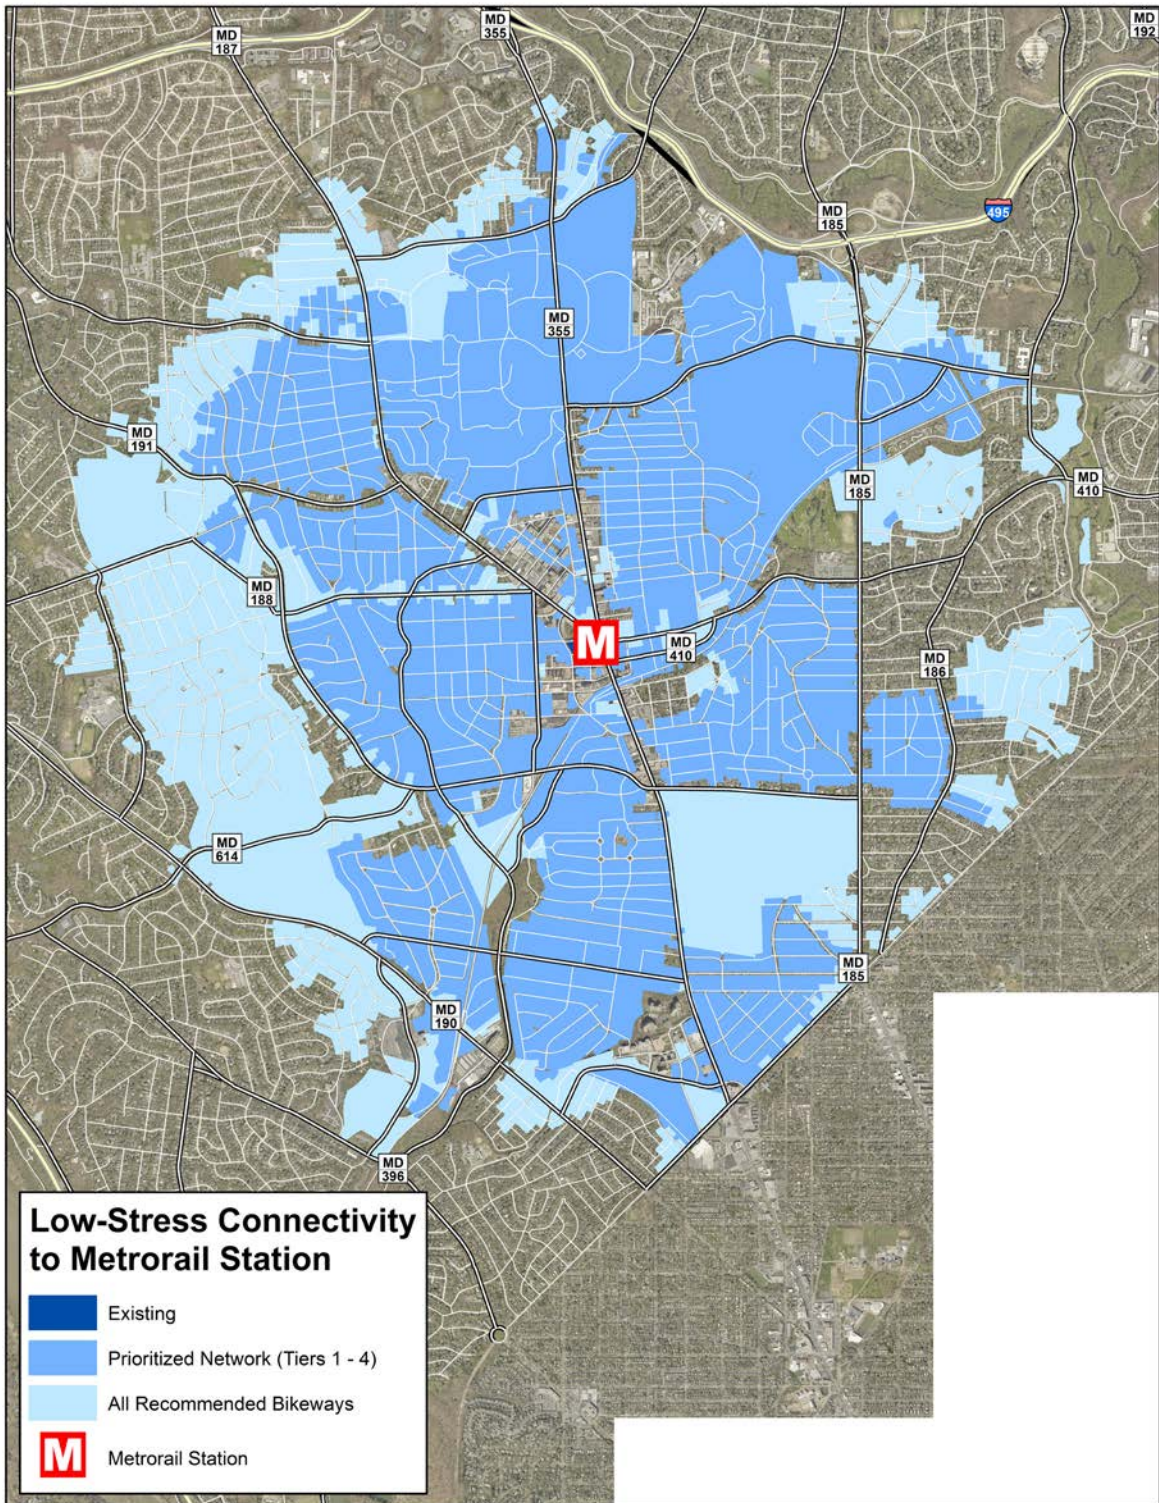 MD
355
MD
192
MD
187
MD
185
495
MD
355
MD
191
MD
185
MD
410
MD
188
M
MD
410
MD
186
MD
614
MD
185
MD
190
MD
396
Low-Stress Connectivity
to Metrorail Station
Existing
Prioritized Network (Tiers 1 - 4)
All Recommended Bikeways
M
Metrorail Station